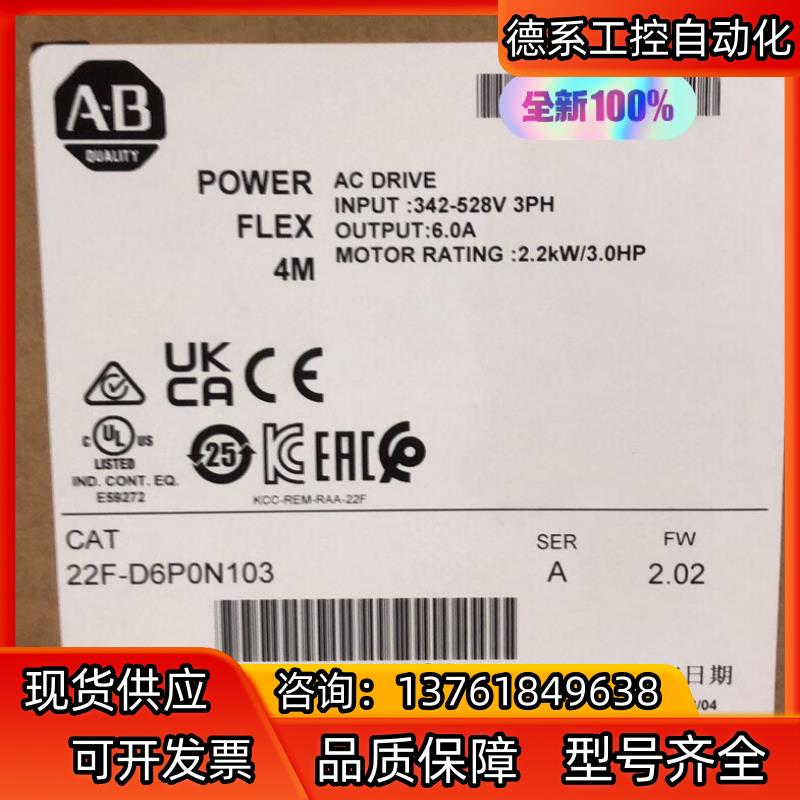 德系工控自动化
全新100%
A-B
QUALITY
POWER
FLEX
4M
AC DRIVE
INPUT :342-528V 3PH
OUTPUT:6.0A
MOTOR RATING :2.2kW/3.0HP
UK
CA
CE
C UL US
LISTED
IND. CONT. EQ.
E59272
25
KC
EAC
KCC-REM-RAA-22F
CAT
22F-D6P0N103
SER
A
FW
2.02
日期
/04
现货供应
咨询：13761849638
可开发票
品质保障
型号齐全